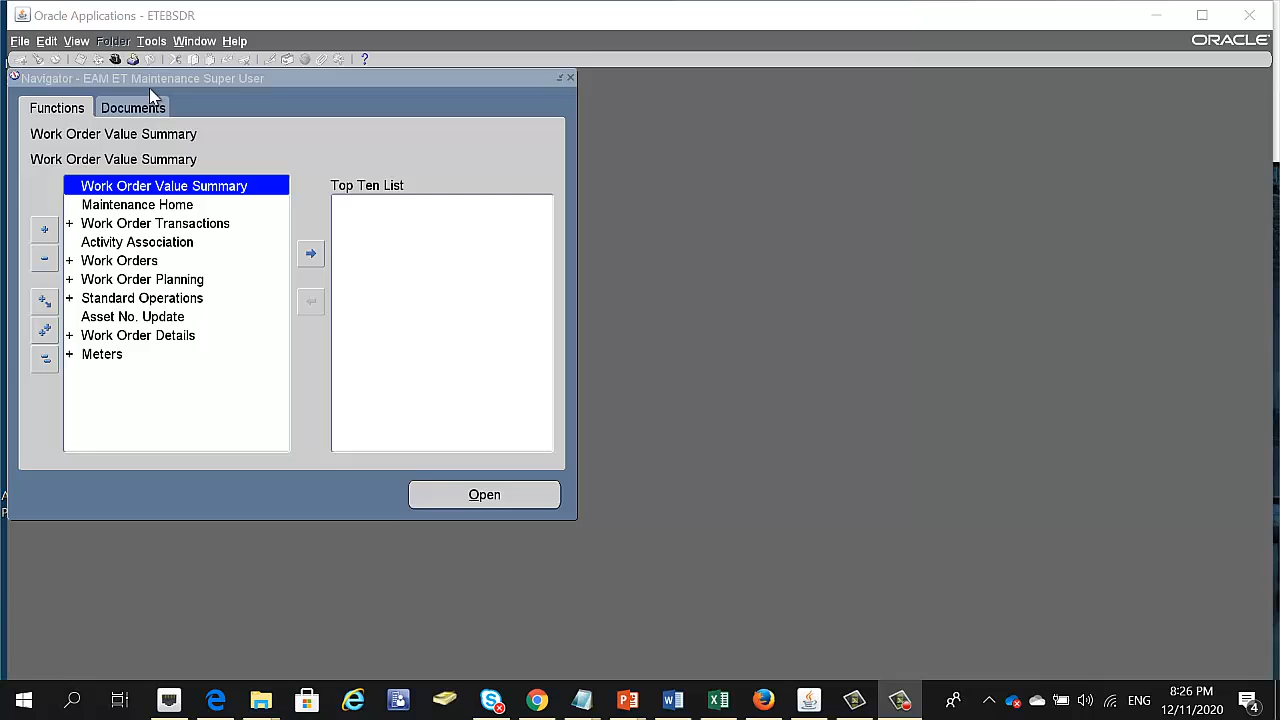 Oracle Applications - ETEBSDR
File Edit View Folder Tools Window Help
ORACLE
?
Navigator - EAM ET Maintenance Super User
Functions Documents
Work Order Value Summary
Work Order Value Summary
Work Order Value Summary
Maintenance Home
+ Work Order Transactions
Activity Association
+ Work Orders
+ Work Order Planning
+ Standard Operations
Asset No. Update
+ Work Order Details
+ Meters
Top Ten List
Open
ENG
8:26 PM
12/11/2020
4